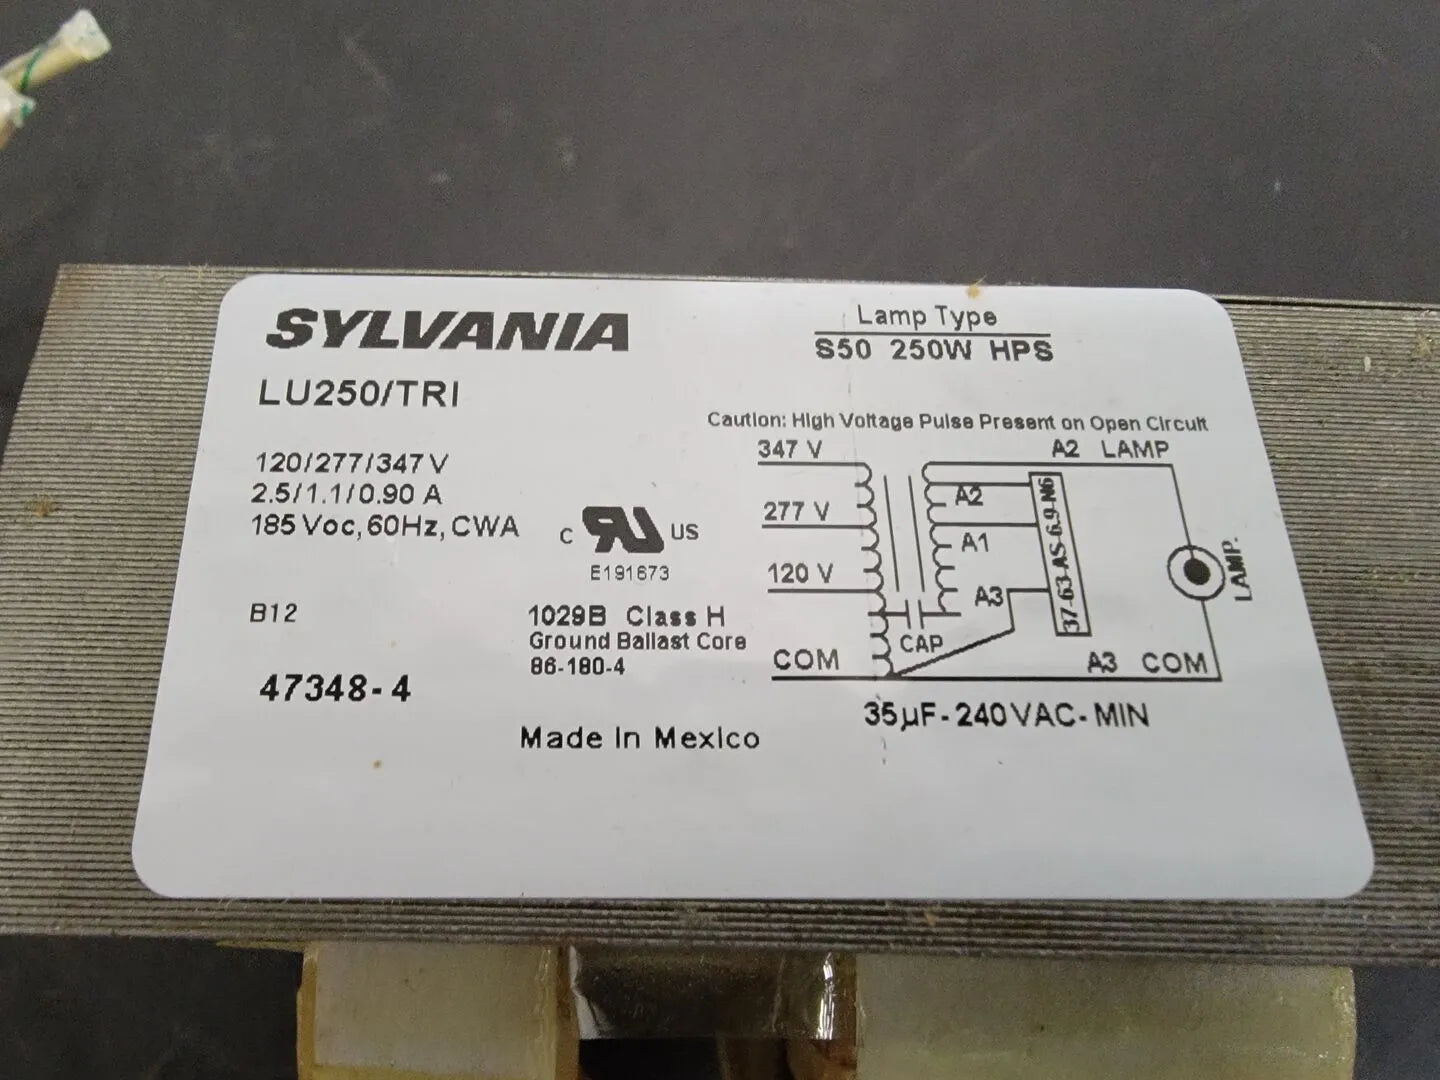 SYLVANIA
LU250/TRI
120/277/347 V
2.5/1.1/0.90 A
185 Voc, 60Hz, CWA
B12
47348-4
C RU US
E191673
1029B Class H
Ground Ballast Core
86-180-4
Made In Mexico
Lamp Type
S50 250W HPS
Caution: High Voltage Pulse Present on Open Circuit
347 V
A2 LAMP
277 V
A2
120 V
A1
A3
37-63-AS-6.9-N6
LAMP.
CAP
COM
A3 COM
35µF-240VAC-MIN